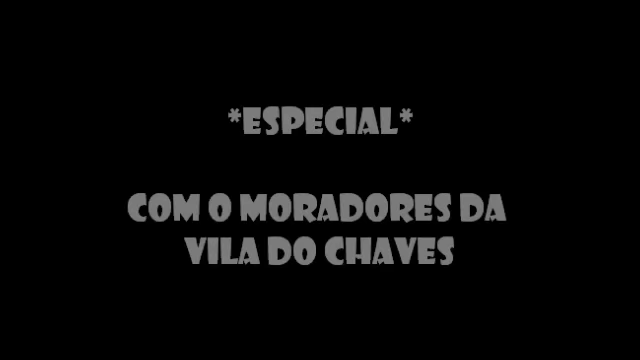 *ESPECIAL*
COM O MORADORES DA
VILA DO CHAVES